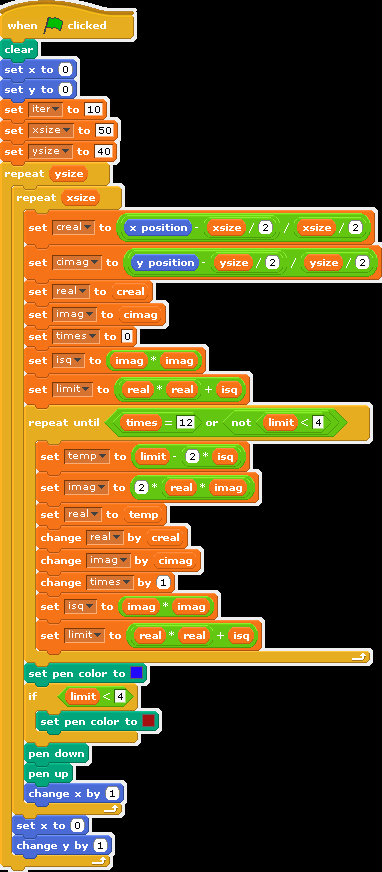 when clicked
clear
set x to 0
set y to 0
set iter to 10
set xsize to 50
set ysize to 40
repeat ysize
repeat xsize
set creal to x position - xsize / 2 / xsize / 2
set cimag to y position - ysize / 2 / ysize / 2
set real to creal
set imag to cimag
set times to 0
set isq to imag * imag
set limit to real * real + isq
repeat until times = 12 or not limit < 4
set temp to limit - 2 * isq
set imag to 2 * real * imag
set real to temp
change real by creal
change imag by cimag
change times by 1
set isq to imag * imag
set limit to real * real + isq
set pen color to
if limit < 4
set pen color to
pen down
pen up
change x by 1
set x to 0
change y by 1